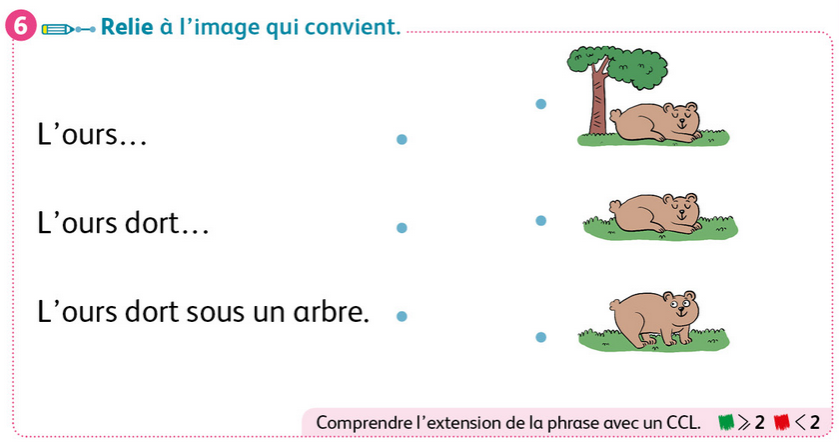 6 Relie à l'image qui convient.
L'ours...
L'ours dort...
L'ours dort sous un arbre.
Comprendre l'extension de la phrase avec un CCL. ⩾ 2 < 2